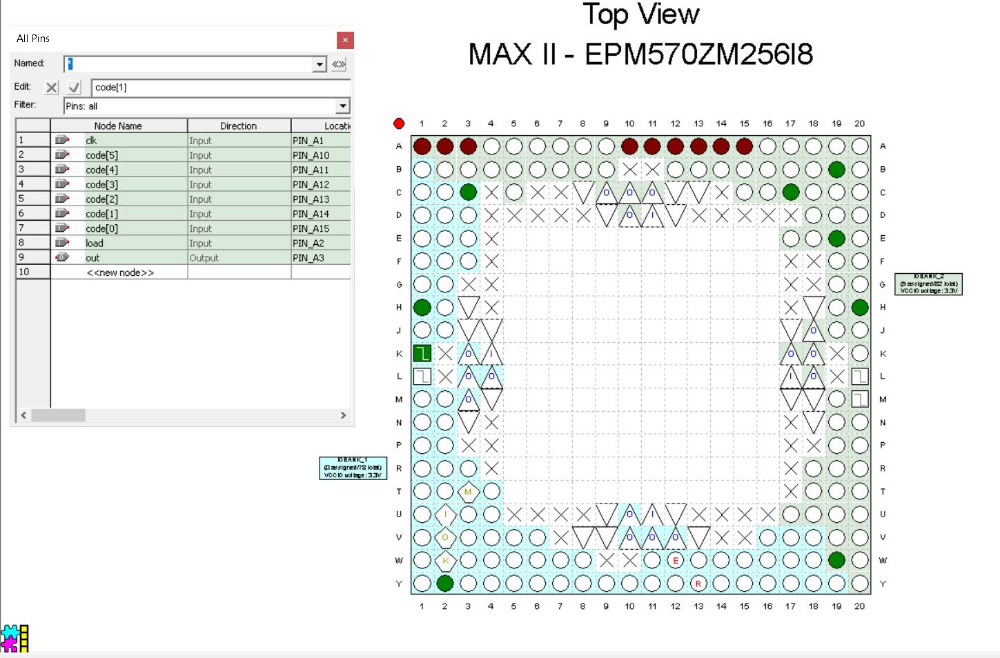 Top View
MAX II - EPM570ZM256I8
All Pins
Named: *
Edit: code[1]
Filter: Pins: all
Node Name Direction Locati
1 clk Input PIN_A1
2 code[5] Input PIN_A10
3 code[4] Input PIN_A11
4 code[3] Input PIN_A12
5 code[2] Input PIN_A13
6 code[1] Input PIN_A14
7 code[0] Input PIN_A15
8 load Input PIN_A2
9 out Output PIN_A3
10 <<new node>>
1 2 3 4 5 6 7 8 9 10 11 12 13 14 15 16 17 18 19 20
A A
B B
C O O O C
D O I D
E E
F F
G G
IOBANK_2
(9 assigned/82 total)
VCCIO voltage: 3.3V
H H
J O J
K O I O O K
L O O I O L
M O M
N N
P P
IOBANK_1
(0 assigned/78 total)
VCCIO voltage: 3.3V
R R
T M T
U I O I U
V O O O O V
W K E W
Y R Y
1 2 3 4 5 6 7 8 9 10 11 12 13 14 15 16 17 18 19 20